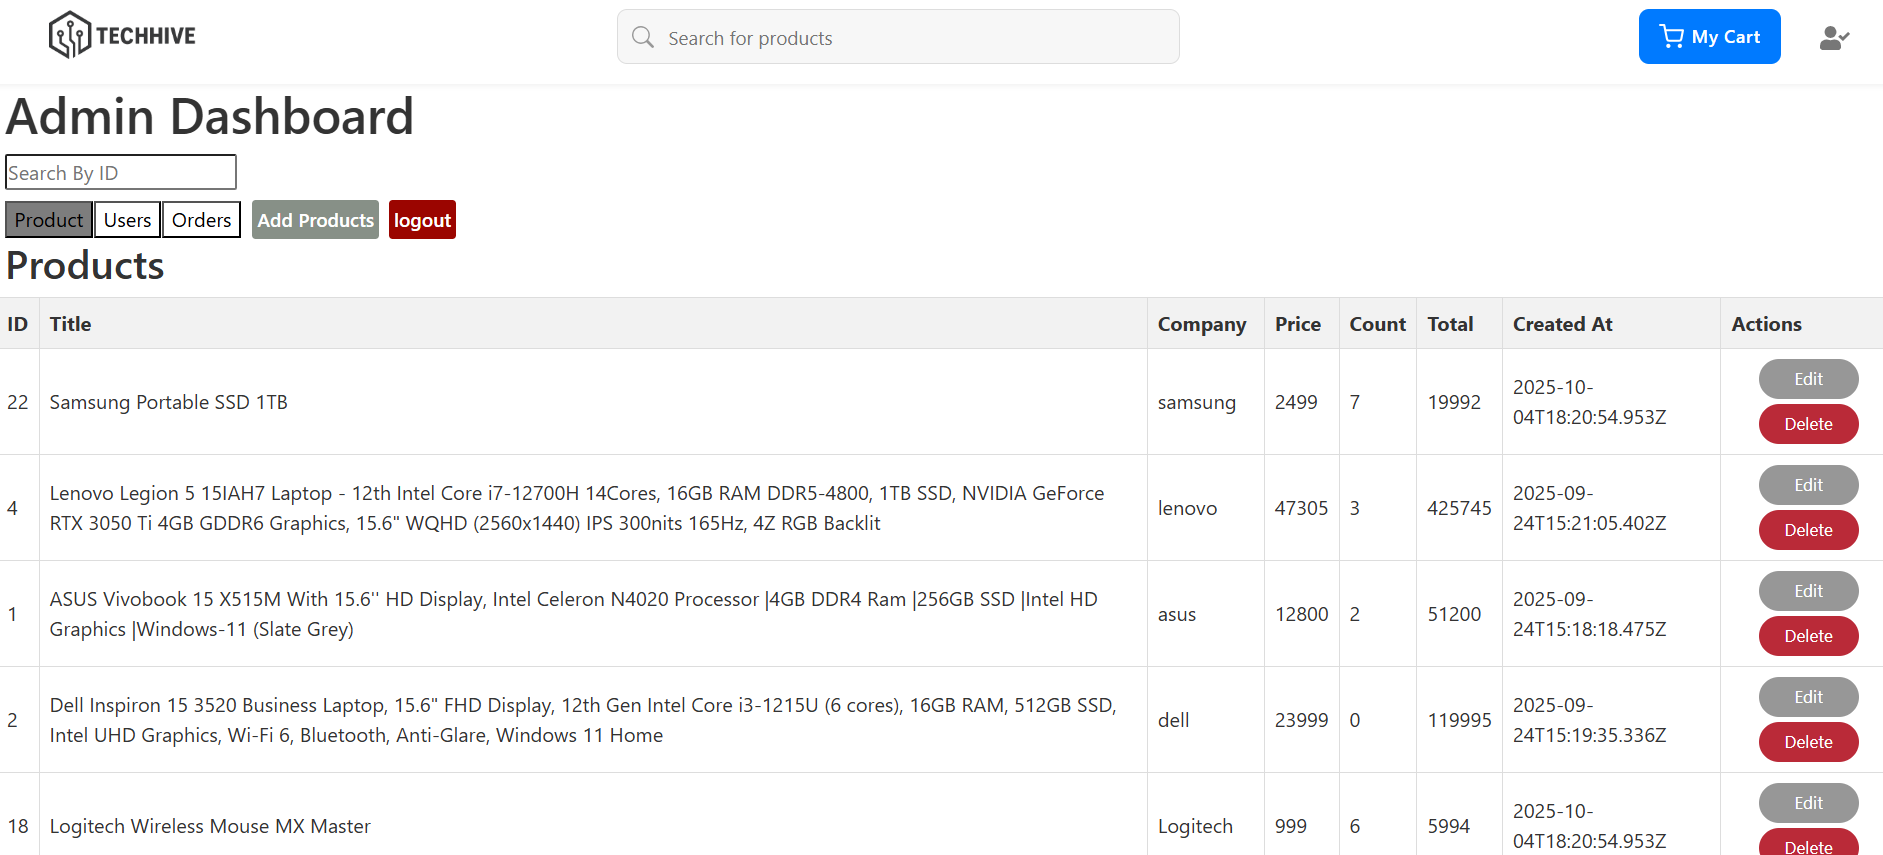 TECHHIVE
Search for products
My Cart
Admin Dashboard
Search By ID
Product Users Orders Add Products logout
Products
ID Title Company Price Count Total Created At Actions
22 Samsung Portable SSD 1TB samsung 2499 7 19992 2025-10-
04T18:20:54.953Z
Edit
Delete
4 Lenovo Legion 5 15IAH7 Laptop - 12th Intel Core i7-12700H 14Cores, 16GB RAM DDR5-4800, 1TB SSD, NVIDIA GeForce
RTX 3050 Ti 4GB GDDR6 Graphics, 15.6" WQHD (2560x1440) IPS 300nits 165Hz, 4Z RGB Backlit
lenovo 47305 3 425745 2025-09-
24T15:21:05.402Z
Edit
Delete
1 ASUS Vivobook 15 X515M With 15.6'' HD Display, Intel Celeron N4020 Processor |4GB DDR4 Ram |256GB SSD |Intel HD
Graphics |Windows-11 (Slate Grey)
asus 12800 2 51200 2025-09-
24T15:18:18.475Z
Edit
Delete
2 Dell Inspiron 15 3520 Business Laptop, 15.6" FHD Display, 12th Gen Intel Core i3-1215U (6 cores), 16GB RAM, 512GB SSD,
Intel UHD Graphics, Wi-Fi 6, Bluetooth, Anti-Glare, Windows 11 Home
dell 23999 0 119995 2025-09-
24T15:19:35.336Z
Edit
Delete
18 Logitech Wireless Mouse MX Master Logitech 999 6 5994 2025-10-
04T18:20:54.953Z
Edit
Delete